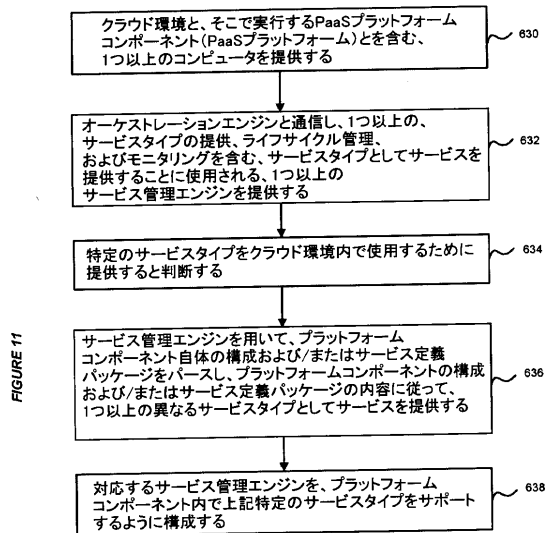 クラウド環境と、そこで実行するPaaSプラットフォーム
コンポーネント(PaaSプラットフォーム)とを含む、
1つ以上のコンピュータを提供する
630
オーケストレーションエンジンと通信し、1つ以上の、
サービスタイプの提供、ライフサイクル管理、
およびモニタリングを含む、サービスタイプとしてサービスを
提供することに使用される、1つ以上の
サービス管理エンジンを提供する
632
特定のサービスタイプをクラウド環境内で使用するために
提供すると判断する
634
サービス管理エンジンを用いて、プラットフォーム
コンポーネント自体の構成および/またはサービス定義
パッケージをパースし、プラットフォームコンポーネントの構成
および/またはサービス定義パッケージの内容に従って、
1つ以上の異なるサービスタイプとしてサービスを提供する
636
対応するサービス管理エンジンを、プラットフォーム
コンポーネント内で上記特定のサービスタイプをサポート
するように構成する
638
FIGURE 11